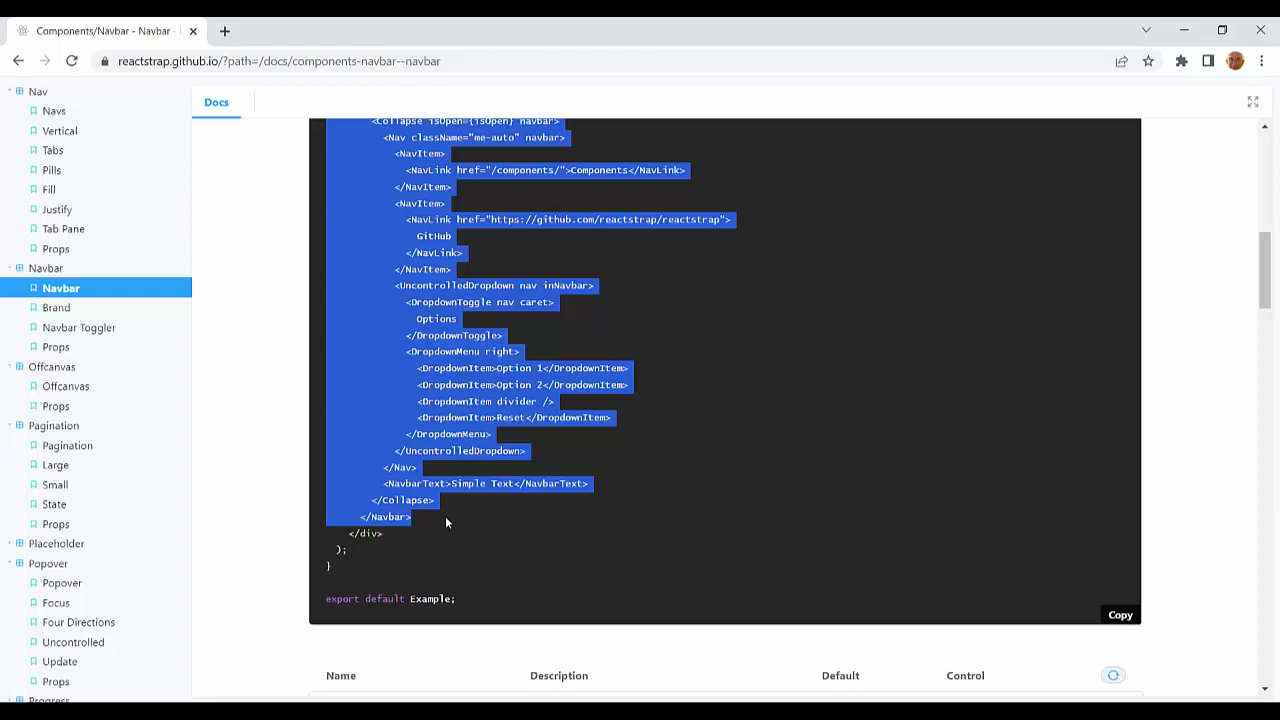 Components/Navbar - Navbar
reactstrap.github.io/?path=/docs/components-navbar--navbar
Nav
Navs
Vertical
Tabs
Pills
Fill
Justify
Tab Pane
Props
Navbar
Navbar
Brand
Navbar Toggler
Props
Offcanvas
Offcanvas
Props
Pagination
Pagination
Large
Small
State
Props
Placeholder
Popover
Popover
Focus
Four Directions
Uncontrolled
Update
Props
Progress
Docs
<Collapse isOpen={isOpen} navbar>
<Nav className="me-auto" navbar>
<NavItem>
<NavLink href="/components/">Components</NavLink>
</NavItem>
<NavItem>
<NavLink href="https://github.com/reactstrap/reactstrap">
GitHub
</NavLink>
</NavItem>
<UncontrolledDropdown nav inNavbar>
<DropdownToggle nav caret>
Options
</DropdownToggle>
<DropdownMenu right>
<DropdownItem>Option 1</DropdownItem>
<DropdownItem>Option 2</DropdownItem>
<DropdownItem divider />
<DropdownItem>Reset</DropdownItem>
</DropdownMenu>
</UncontrolledDropdown>
</Nav>
<NavbarText>Simple Text</NavbarText>
</Collapse>
</Navbar>
</div>
);
}
export default Example;
Copy
Name Description Default Control